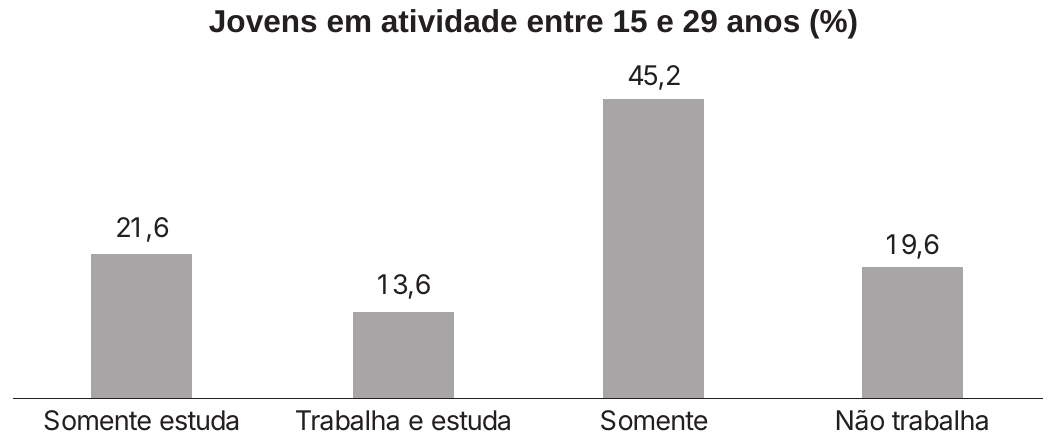 Jovens em atividade entre 15 e 29 anos (%)
45,2
21,6
19,6
13,6
Somente estuda Trabalha e estuda Somente Não trabalha